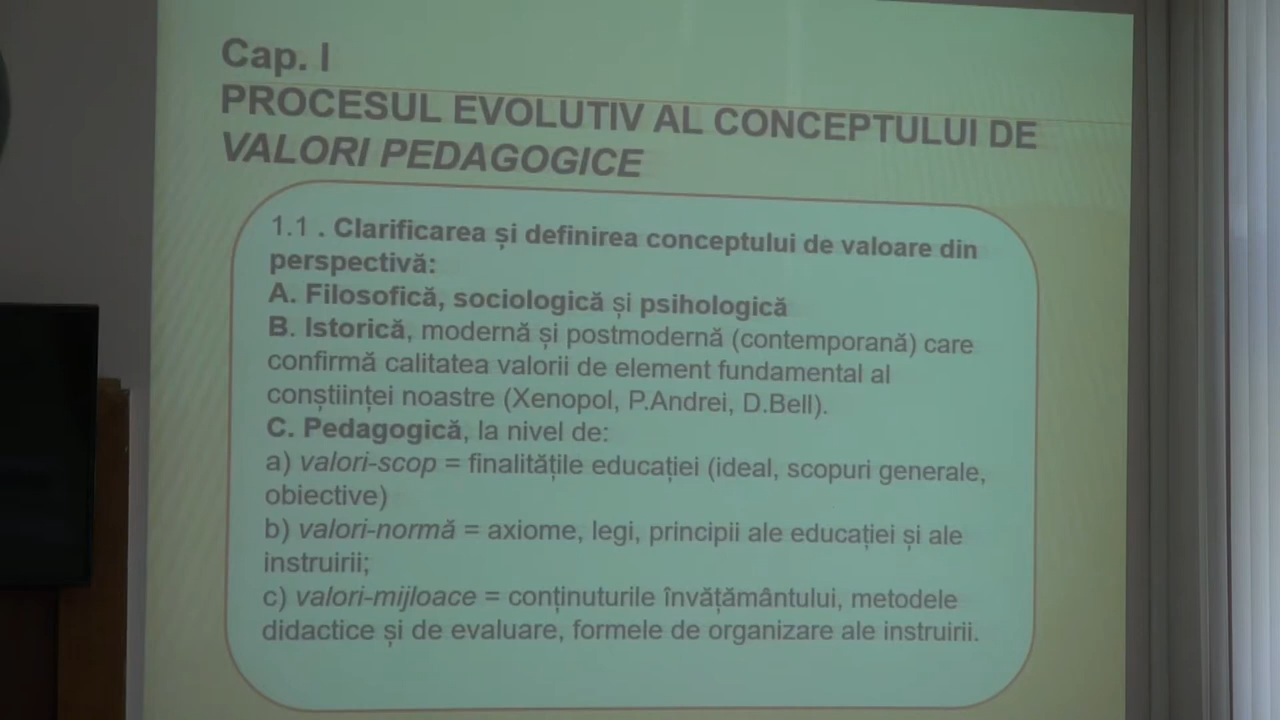 Cap. I
PROCESUL EVOLUTIV AL CONCEPTULUI DE
VALORI PEDAGOGICE
1.1 . Clarificarea și definirea conceptului de valoare din
perspectivă:
A. Filosofică, sociologică și psihologică
B. Istorică, modernă și postmodernă (contemporană) care
confirmă calitatea valorii de element fundamental al
conștiinței noastre (Xenopol, P.Andrei, D.Bell).
C. Pedagogică, la nivel de:
a) valori-scop = finalitățile educației (ideal, scopuri generale,
obiective)
b) valori-normă = axiome, legi, principii ale educației și ale
instruirii;
c) valori-mijloace = conținuturile învățământului, metodele
didactice și de evaluare, formele de organizare ale instruirii.